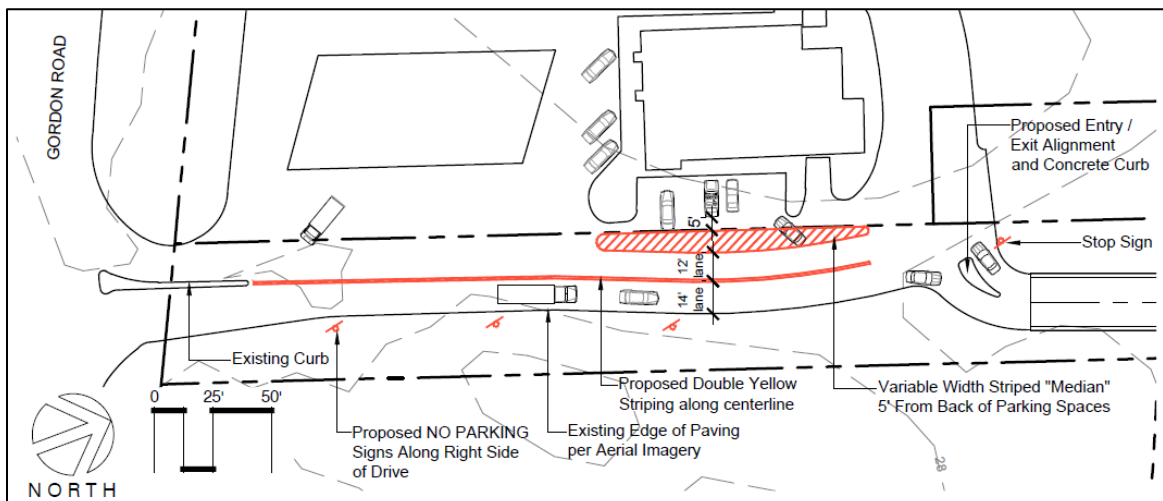 GORDON ROAD
Proposed Entry /
Exit Alignment
and Concrete Curb
Stop Sign
5'
12'
lane
14'
lane
Existing Curb
0 25' 50'
Proposed Double Yellow
Striping along centerline
Variable Width Striped "Median"
5' From Back of Parking Spaces
Proposed NO PARKING
Signs Along Right Side
of Drive
Existing Edge of Paving
per Aerial Imagery
28
NORTH